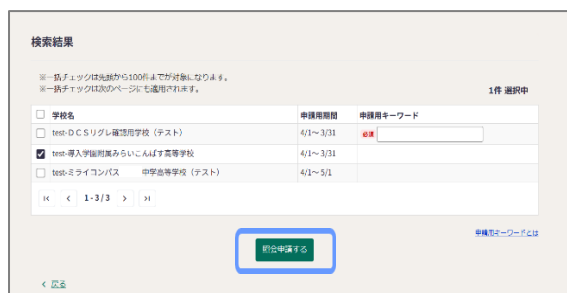 検索結果
※一括チェックは先頭から100件までが対象になります。
※一括チェックは次のページにも適用されます。
1件 選択中
学校名 申請用期間 申請用キーワード
test-DCSリグレ確認用学校（テスト） 4/1～3/31 必須
test-導入学園附属みらいこんぱす高等学校 4/1～3/31
test-ミライコンパス 中学高等学校（テスト） 4/1～5/1
1-3/3
申請用キーワードとは
照会申請する
戻る